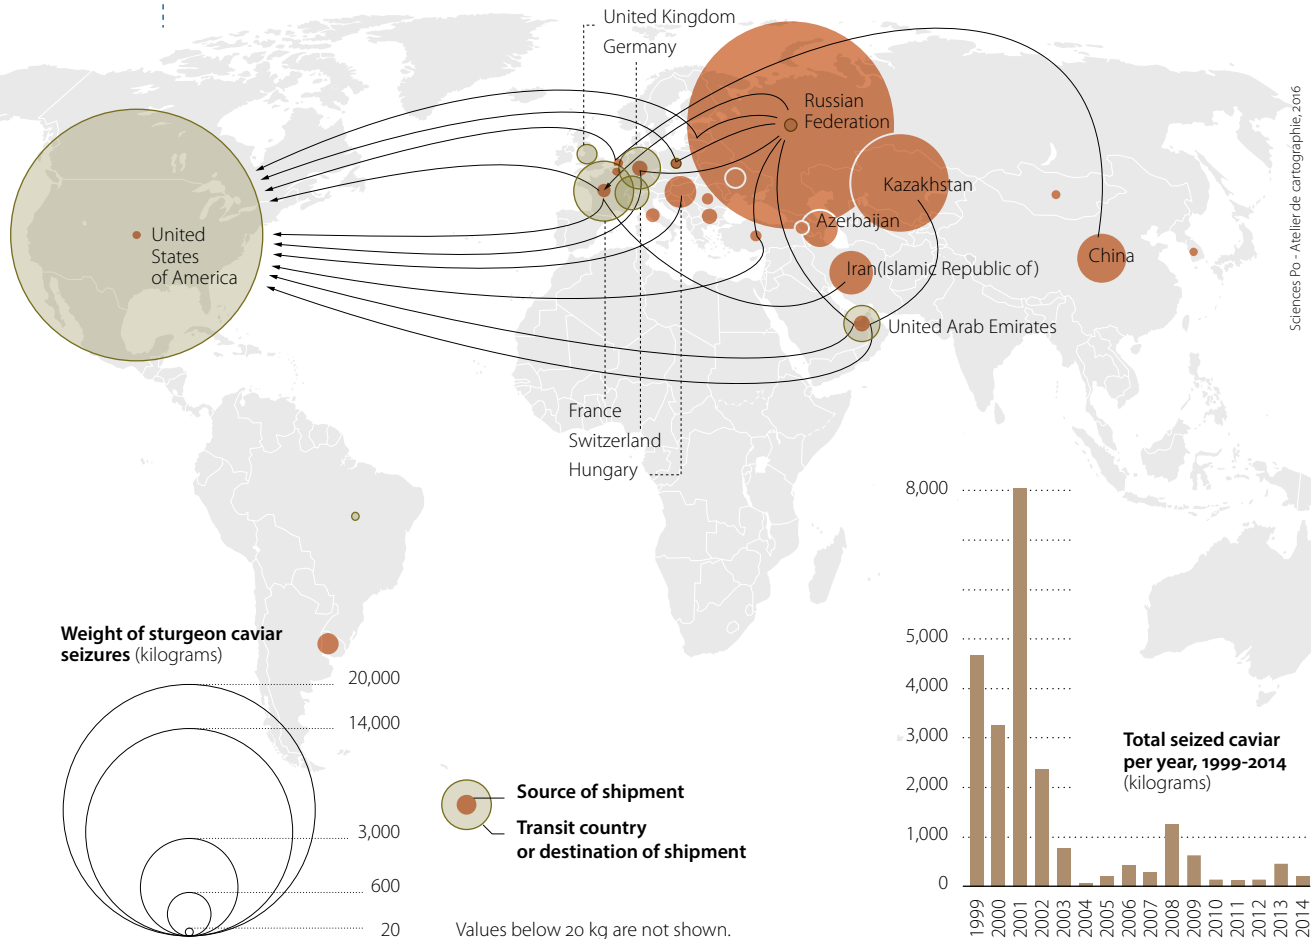 United Kingdom
Germany
Russian
Federation
Kazakhstan
Azerbaijan
United
States
of America
China
Iran(Islamic Republic of)
United Arab Emirates
France
Switzerland
Hungary
Sciences Po - Atelier de cartographie, 2016
Weight of sturgeon caviar
seizures (kilograms)
20,000
14,000
3,000
600
20
Source of shipment
Transit country
or destination of shipment
Values below 20 kg are not shown.
8,000
5,000
4,000
3,000
2,000
1,000
0
Total seized caviar
per year, 1999-2014
(kilograms)
1999
2000
2001
2002
2003
2004
2005
2006
2007
2008
2009
2010
2011
2012
2013
2014